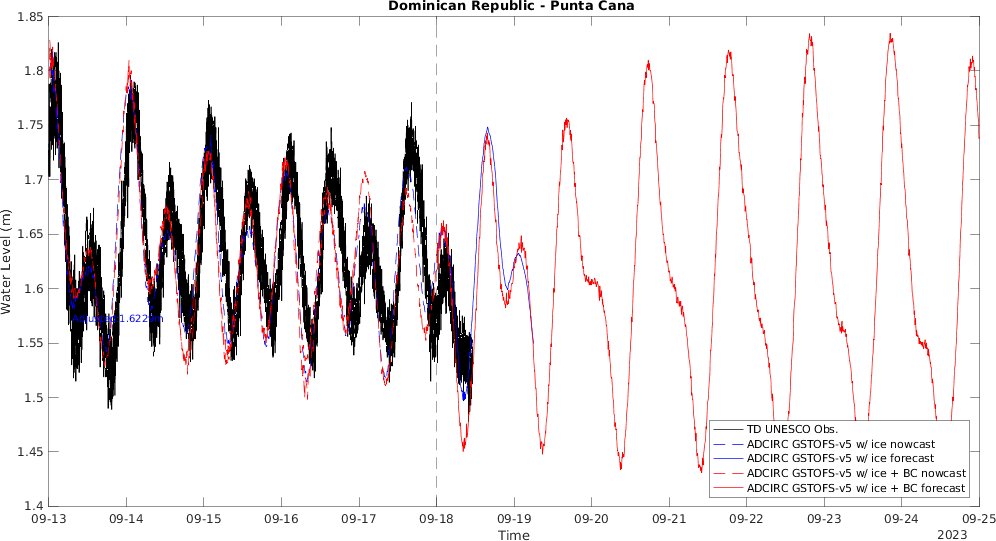 Dominican Republic - Punta Cana
Water Level (m)
1.85
1.8
1.75
1.7
1.65
1.6
1.55
1.5
1.45
1.4
1.622m
TD UNESCO Obs.
ADCIRC GSTOFS-v5 w/ ice nowcast
ADCIRC GSTOFS-v5 w/ ice forecast
ADCIRC GSTOFS-v5 w/ ice + BC nowcast
ADCIRC GSTOFS-v5 w/ ice + BC forecast
09-13 09-14 09-15 09-16 09-17 09-18 09-19 09-20 09-21 09-22 09-23 09-24 09-25
Time
2023